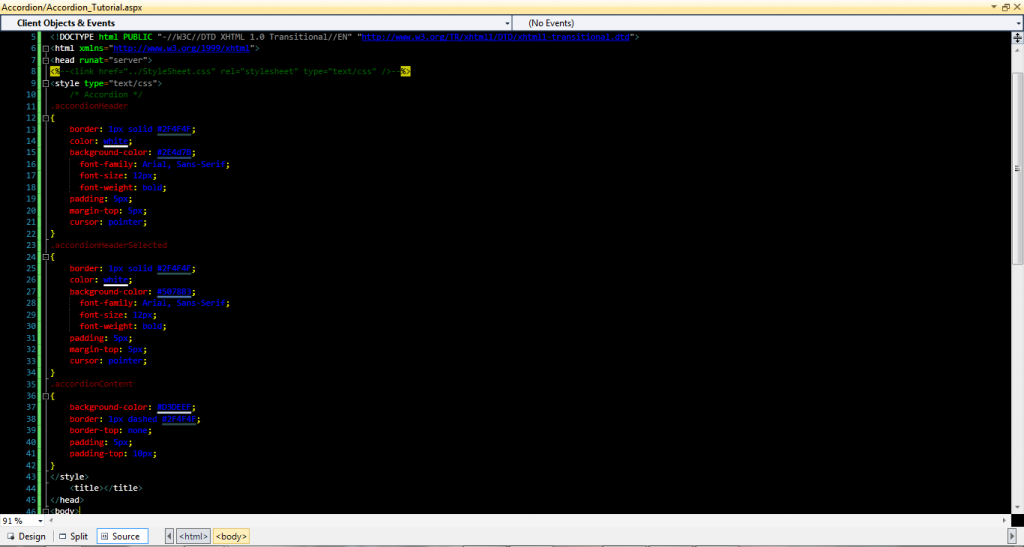 Accordion/Accordion_Tutorial.aspx
Client Objects & Events
(No Events)
5 <!DOCTYPE html PUBLIC "-//W3C//DTD XHTML 1.0 Transitional//EN" "http://www.w3.org/TR/xhtml1/DTD/xhtml1-transitional.dtd">
6 <html xmlns="http://www.w3.org/1999/xhtml">
7 <head runat="server">
8 <%--<link href="../StyleSheet.css" rel="stylesheet" type="text/css" />--%>
9 <style type="text/css">
10 /* Accordion */
11 .accordionHeader
12 {
13 border: 1px solid #2F4F4F;
14 color: white;
15 background-color: #2E4d7B;
16 font-family: Arial, Sans-Serif;
17 font-size: 12px;
18 font-weight: bold;
19 padding: 5px;
20 margin-top: 5px;
21 cursor: pointer;
22 }
23 .accordionHeaderSelected
24 {
25 border: 1px solid #2F4F4F;
26 color: white;
27 background-color: #5078B3;
28 font-family: Arial, Sans-Serif;
29 font-size: 12px;
30 font-weight: bold;
31 padding: 5px;
32 margin-top: 5px;
33 cursor: pointer;
34 }
35 .accordionContent
36 {
37 background-color:
38 border: 1px dashed #2F4F4F;
39 border-top: none;
40 padding: 5px;
41 padding-top: 10px;
42 }
43 </style>
44 <title></title>
45 </head>
46 <body>
91 %
Design Split Source <html> <body>